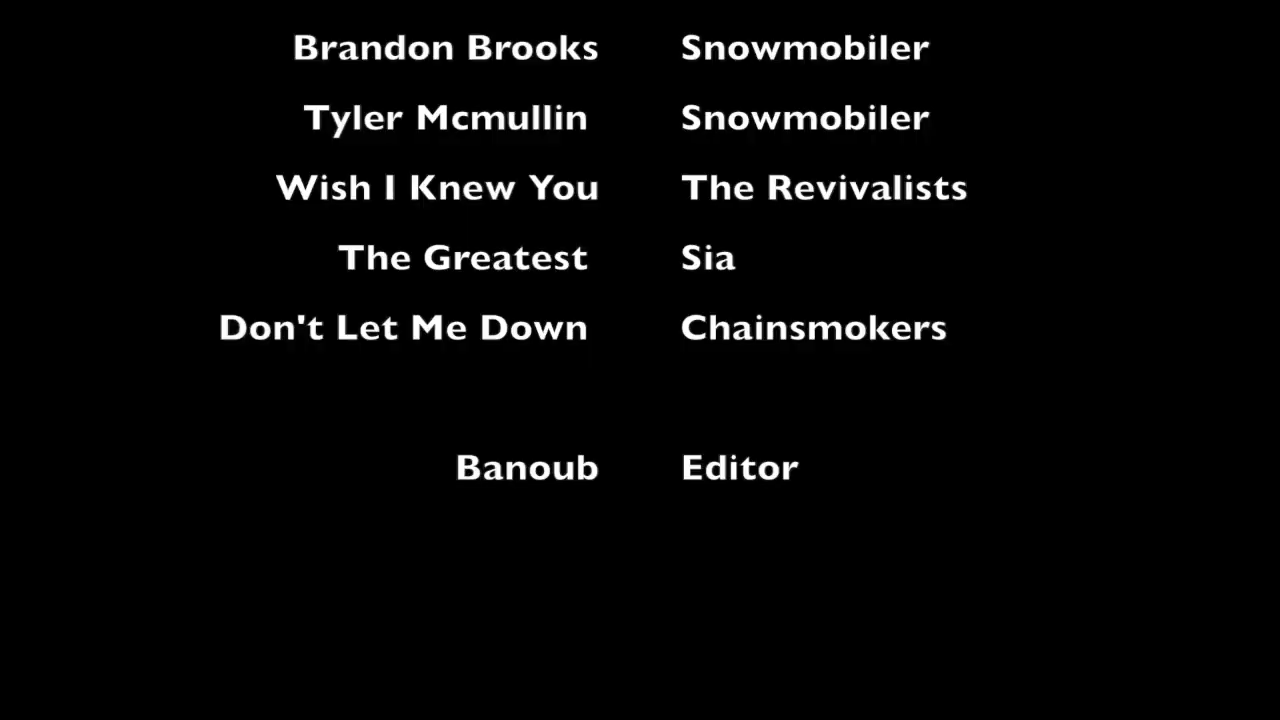 Brandon Brooks Snowmobiler
Tyler Mcmullin Snowmobiler
Wish I Knew You The Revivalists
The Greatest Sia
Don't Let Me Down Chainsmokers
Banoub Editor